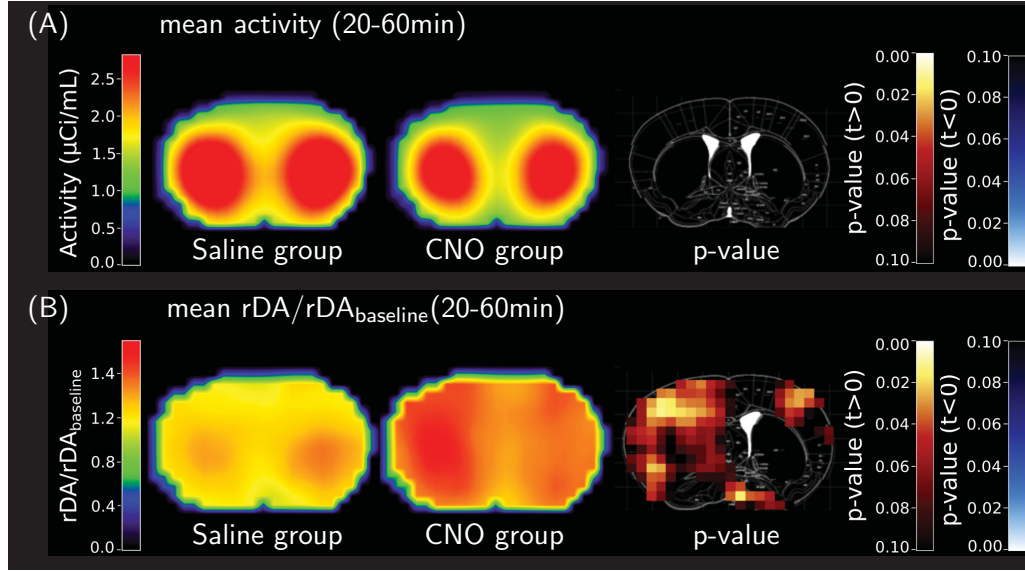 (A) mean activity (20-60min)
Activity (μCi/mL)
2.5
2.0
1.5
1.0
0.5
0.0
Saline group
CNO group
p-value
p-value (t>0)
0.00
0.02
0.04
0.06
0.08
0.10
p-value (t<0)
0.10
0.08
0.06
0.04
0.02
0.00
(B) mean rDA/rDAbaseline(20-60min)
rDA/rDAbaseline
1.4
1.2
0.8
0.4
0.0
Saline group
CNO group
p-value
p-value (t>0)
0.00
0.02
0.04
0.06
0.08
0.10
p-value (t<0)
0.10
0.08
0.06
0.04
0.02
0.00